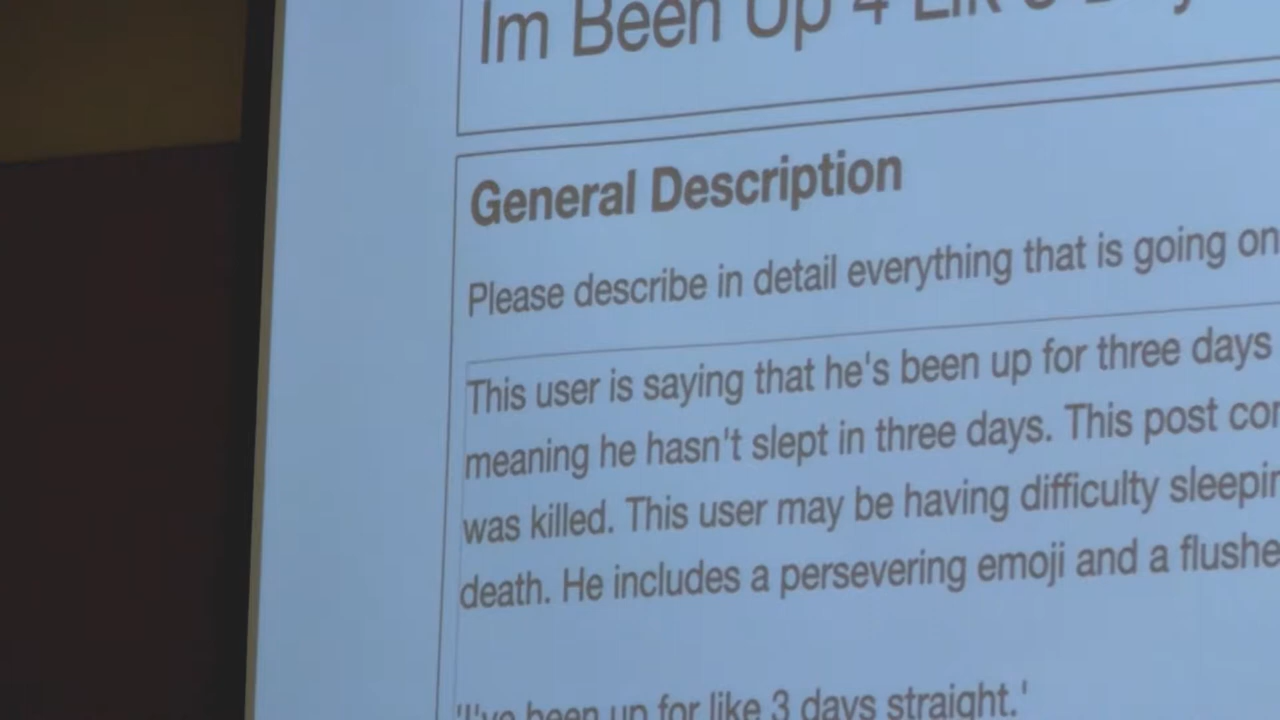 Im Been Up 4 Lik
General Description
Please describe in detail everything that is going on
This user is saying that he's been up for three days
meaning he hasn't slept in three days. This post
was killed. This user may be having difficulty
death. He includes a persevering emoji and a
'I've been up for like 3 days straight.'